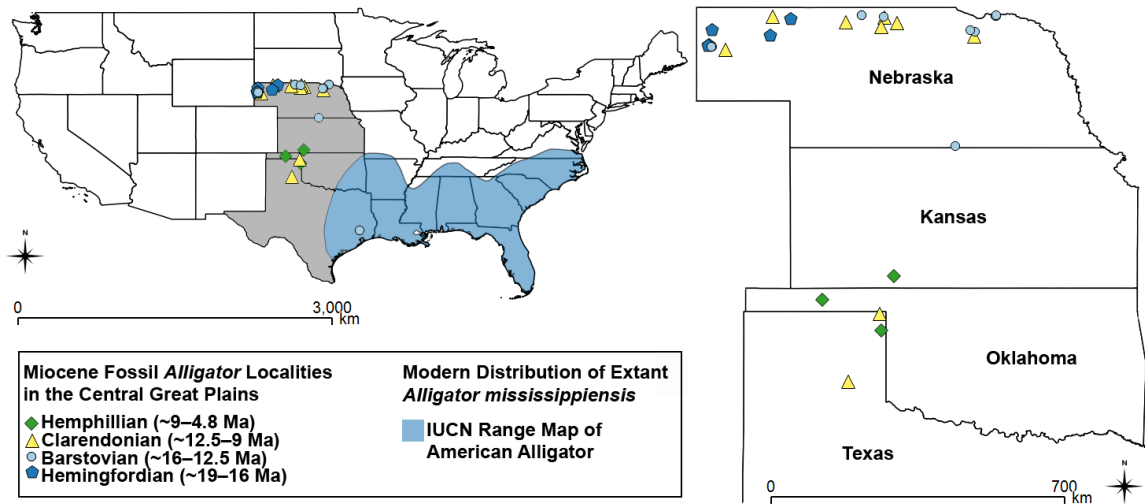 N
0
3,000
km
Miocene Fossil Alligator Localities
in the Central Great Plains
Hemphillian (~9–4.8 Ma)
Clarendonian (~12.5–9 Ma)
Barstovian (~16–12.5 Ma)
Hemingfordian (~19–16 Ma)
Modern Distribution of Extant
Alligator mississippiensis
IUCN Range Map of
American Alligator
Nebraska
Kansas
Oklahoma
Texas
N
0
700
km